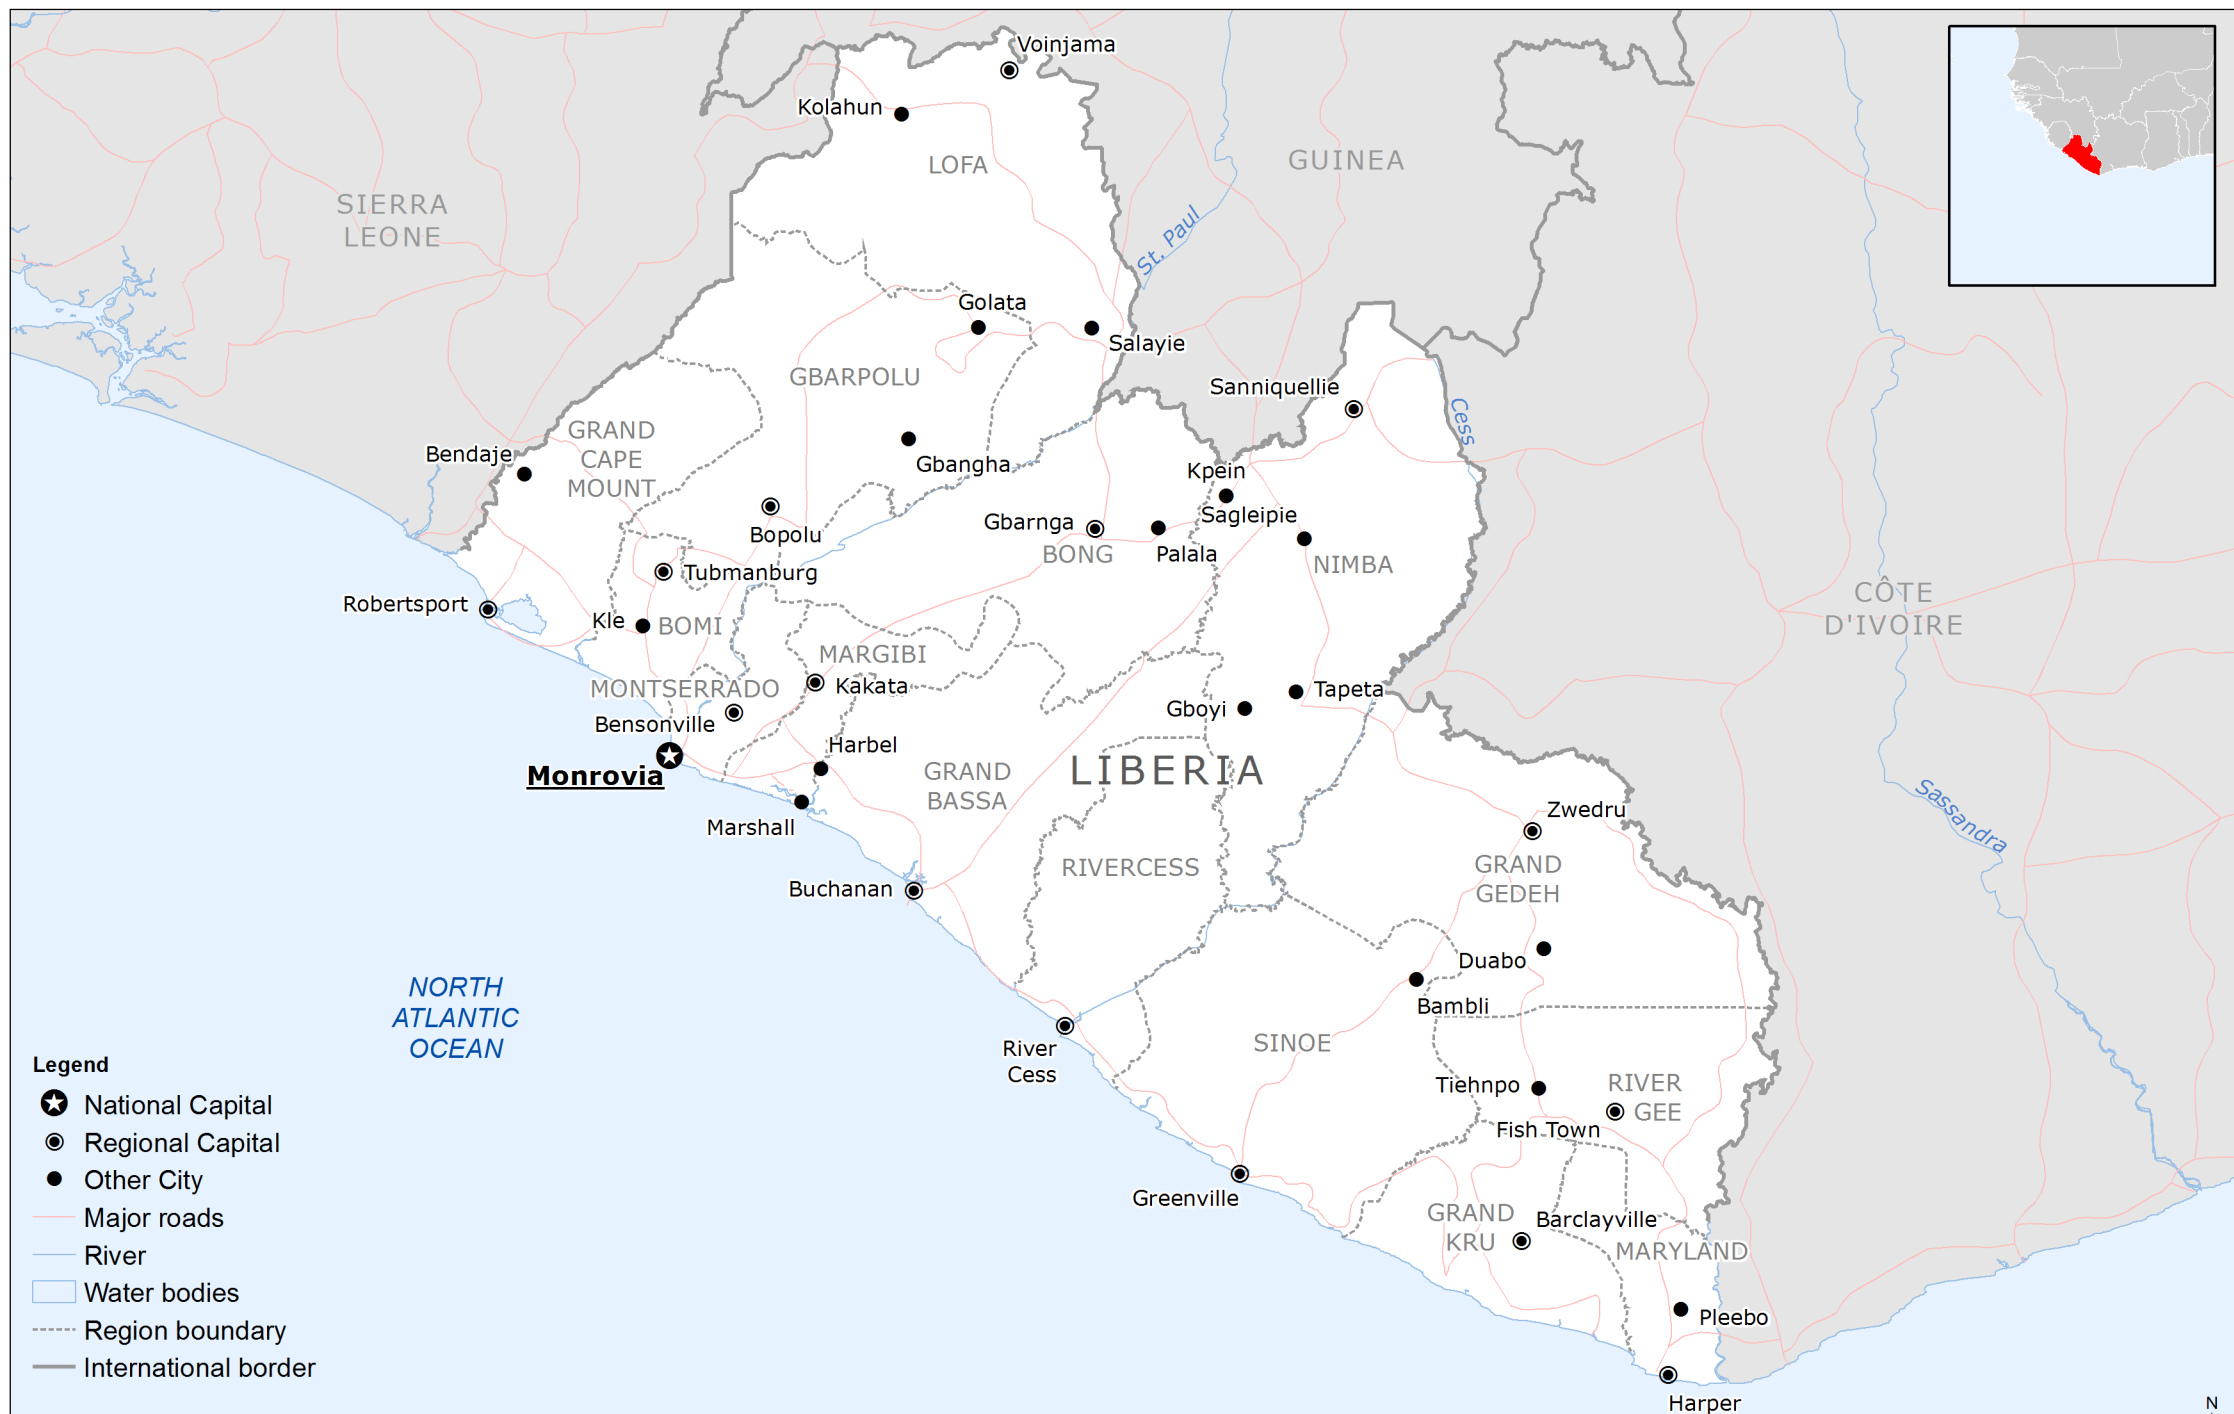 Voinjama
Kolahun
LOFA
GUINEA
SIERRA
LEONE
St. Paul
Golata
Salayie
GBARPOLU
Sanniquellie
Cess
GRAND
CAPE
MOUNT
Bendaje
Gbangha
Kpein
Bopolu
Gbarnga
Sagleipie
BONG
Palala
NIMBA
Tubmanburg
CÔTE
D'IVOIRE
Robertsport
Kle
BOMI
MARGIBI
MONTSERRADO
Kakata
Tapeta
Gboyi
Bensonville
Harbel
Monrovia
GRAND
BASSA
LIBERIA
Sassandra
Marshall
Zwedru
RIVERCESS
GRAND
GEDEH
Buchanan
Duabo
NORTH
ATLANTIC
OCEAN
Bambli
River
Cess
SINOE
Tiehnpo
RIVER
GEE
Fish Town
Greenville
GRAND
KRU
Barclayville
MARYLAND
Pleebo
Harper
Legend
National Capital
Regional Capital
Other City
Major roads
River
Water bodies
Region boundary
International border
N